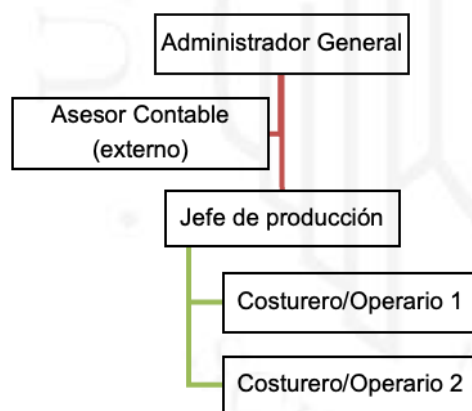 Administrador General
Asesor Contable
(externo)
Jefe de producción
Costurero/Operario 1
Costurero/Operario 2